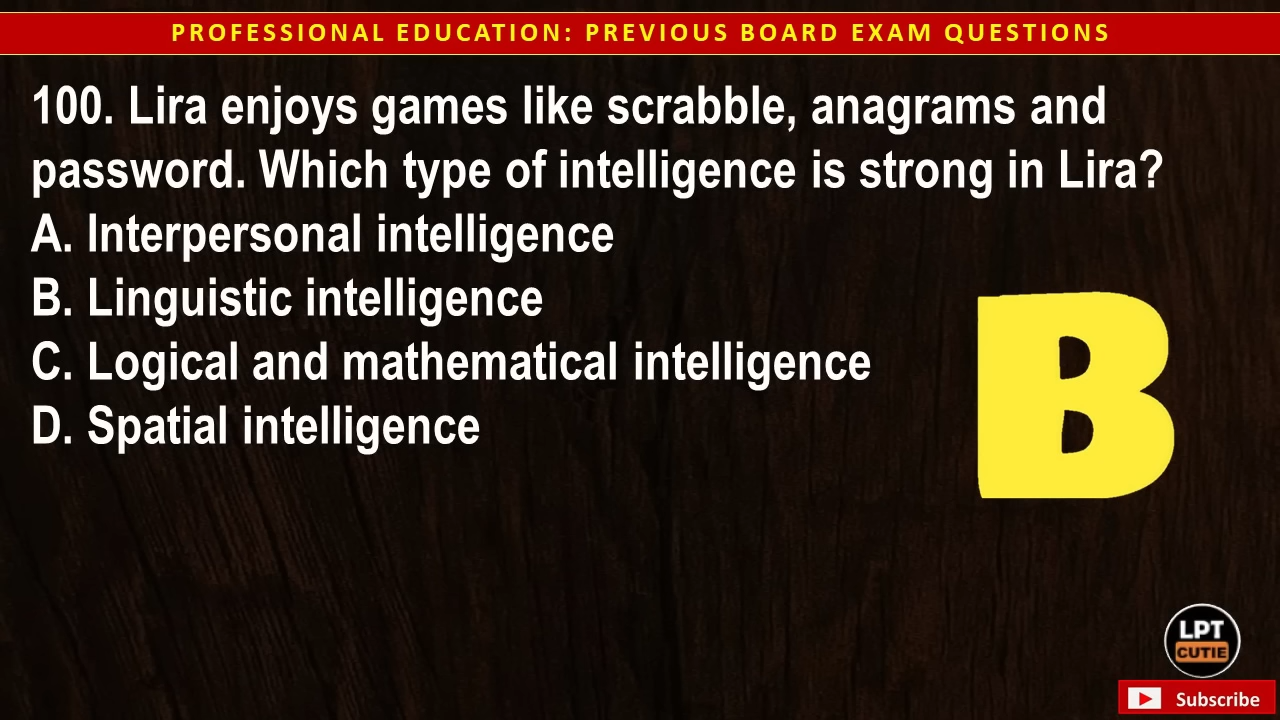 PROFESSIONAL EDUCATION: PREVIOUS BOARD EXAM QUESTIONS
100. Lira enjoys games like scrabble, anagrams and
password. Which type of intelligence is strong in Lira?
A. Interpersonal intelligence
B. Linguistic intelligence
C. Logical and mathematical intelligence
D. Spatial intelligence
B
LPT
CUTIE
Subscribe